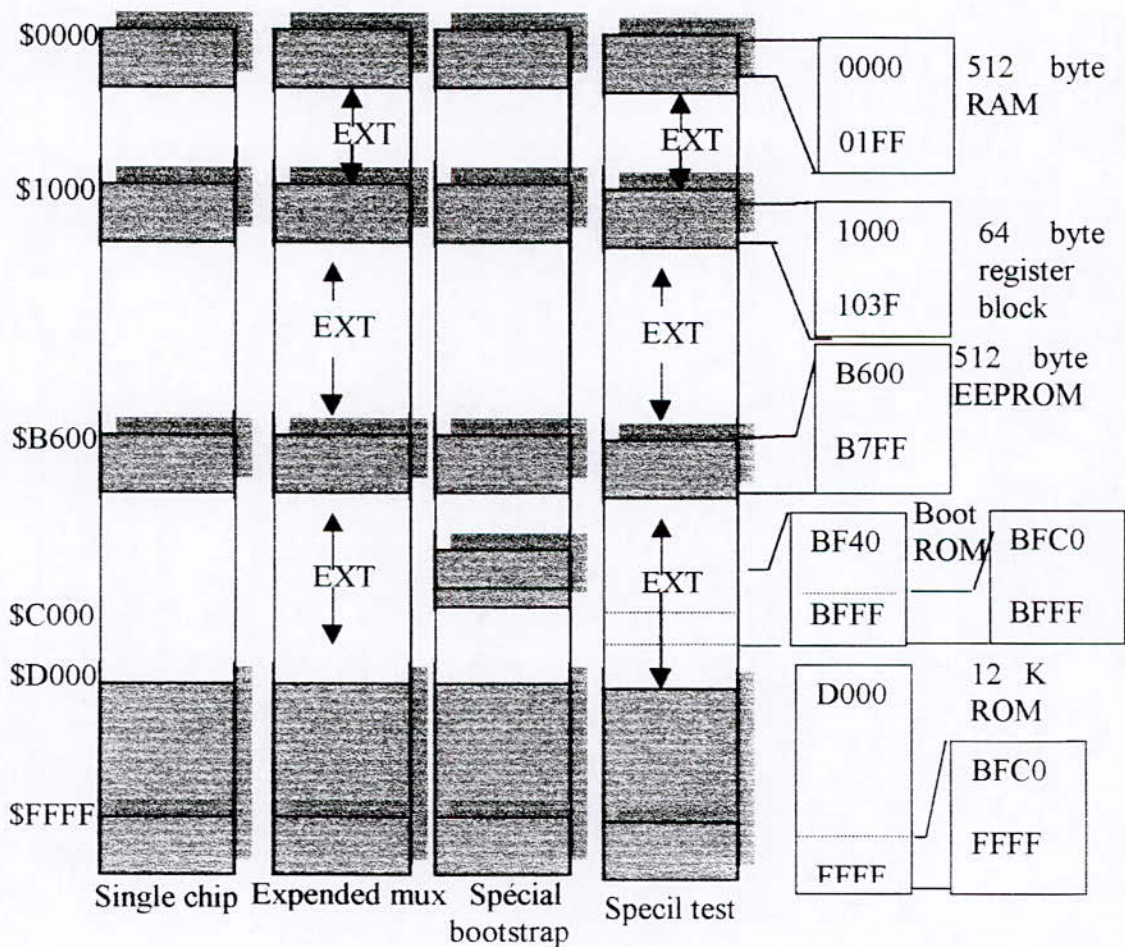 $0000
$1000
$B600
$C000
$D000
$FFFF
EXT
EXT
EXT
EXT
EXT
EXT
0000
01FF
512 byte
RAM
1000
103F
64 byte
register
block
B600
B7FF
512 byte
EEPROM
BF40
BFFF
Boot
ROM
BFC0
BFFF
D000
FFFF
12 K
ROM
BFC0
FFFF
Single chip
Expended mux
Spécial
bootstrap
Specil test